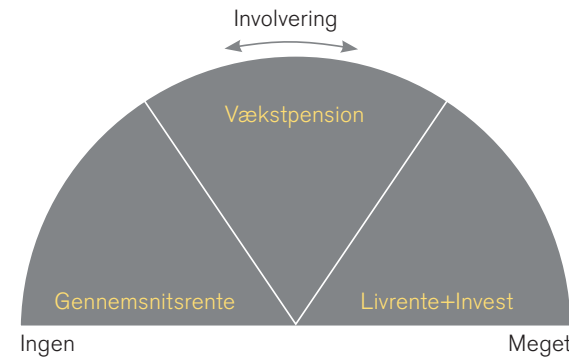 Involvering
Vækstpension
Gennemsnitsrente
Livrente+Invest
Ingen
Meget